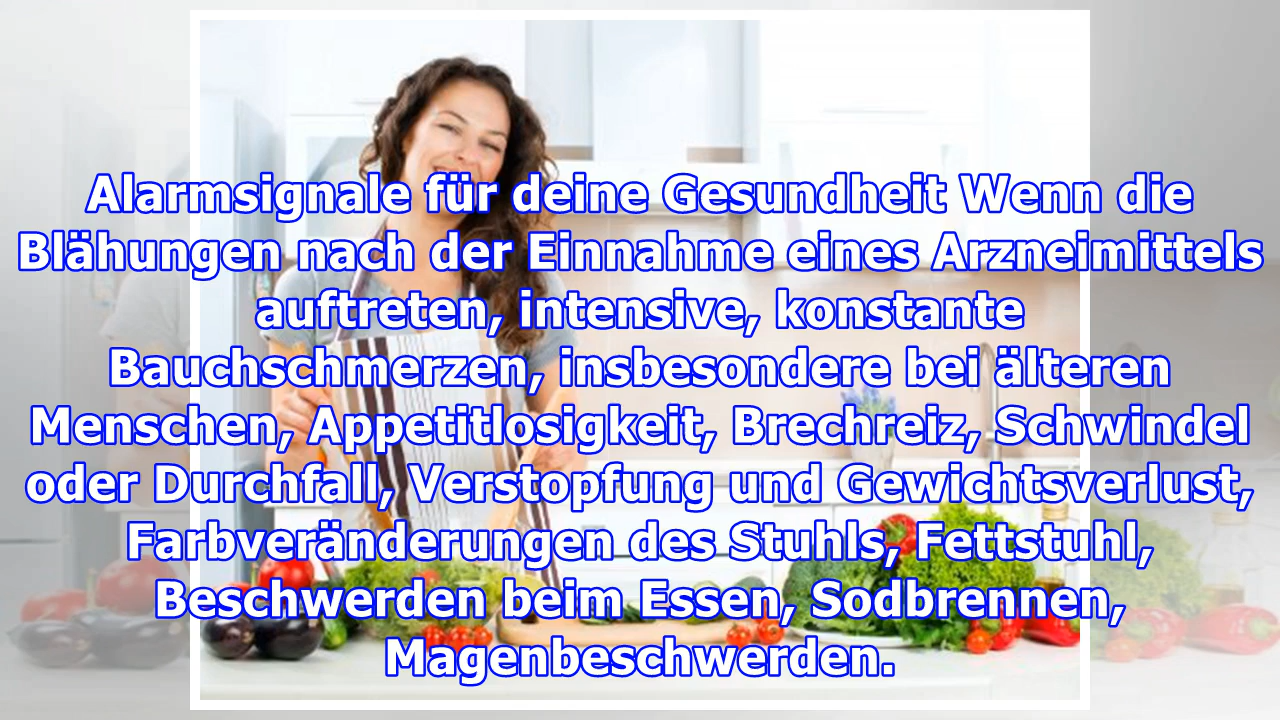 Alarmsignale für deine Gesundheit Wenn die
Blähungen nach der Einnahme eines Arzneimittels
auftreten, intensive, konstante
Bauchschmerzen, insbesondere bei älteren
Menschen, Appetitlosigkeit, Brechreiz, Schwindel
oder Durchfall, Verstopfung und Gewichtsverlust,
Farbveränderungen des Stuhls, Fettstuhl,
Beschwerden beim Essen, Sodbrennen,
Magenbeschwerden.